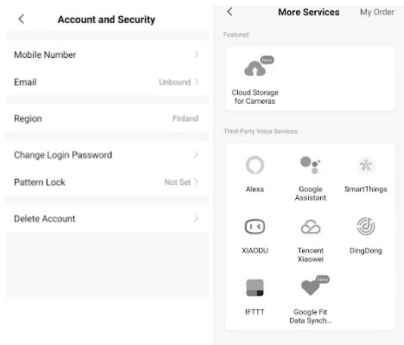 Account and Security
Mobile Number
Email Unbound
Region Finland
Change Login Password
Pattern Lock Not Set
Delete Account
More Services My Order
Featured
New
Cloud Storage
for Cameras
Third-Party Voice Services
Alexa Google
Assistant SmartThings
XIAODU Tencent
Xiaowei DingDong
New
IFTTT Google Fit
Data Synch...